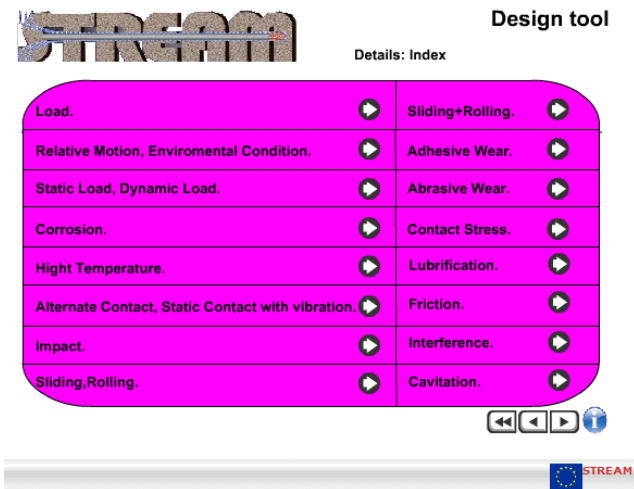 STREAM
Design tool
Details: Index
Load.
Relative Motion, Enviromental Condition.
Static Load, Dynamic Load.
Corrosion.
Hight Temperature.
Alternate Contact, Static Contact with vibration.
Impact.
Sliding,Rolling.
Sliding+Rolling.
Adhesive Wear.
Abrasive Wear.
Contact Stress.
Lubrification.
Friction.
Interference.
Cavitation.
STREAM